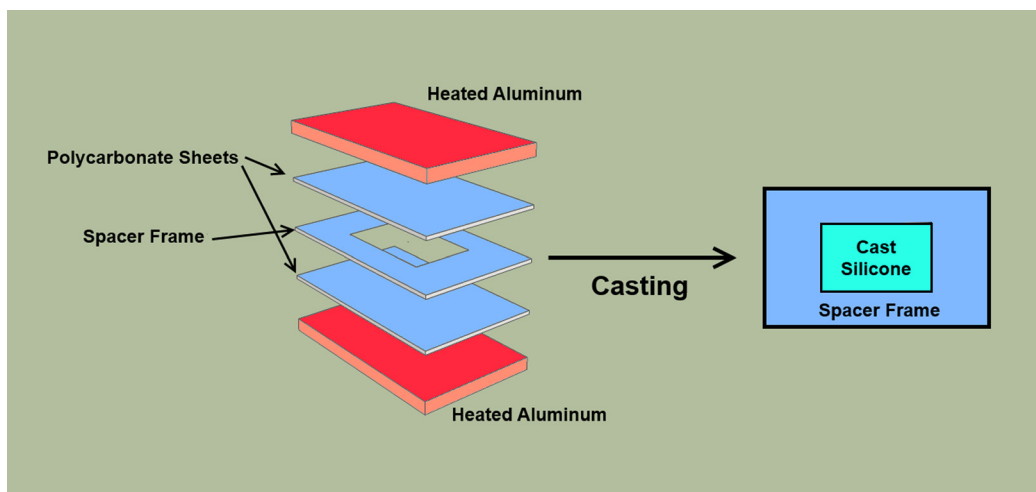 Heated Aluminum
Polycarbonate Sheets
Spacer Frame
Casting
Cast
Silicone
Spacer Frame
Heated Aluminum